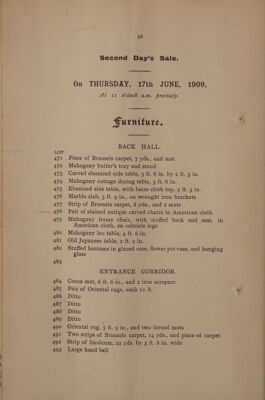 28
Second Day's Sale.
On THURSDAY, 17th JUNE, 1909,
At 11 o'clock a.m. precisely.
Furniture.
BACK HALL.
LOT
471 Piece of Brussels carpet, 7 yds., and mat
472 Mahogany butler's tray and stand
473 Carved ebonized side table, 5 ft. 6 in. by 2 ft. 3 in.
474 Mahogany cottage dining table, 3 ft. 6 in.
475 Ebonized side table, with baize cloth top, 5 ft. 3 in.
476 Marble slab, 3 ft. 9 in., on wrought iron brackets
477 Strip of Brussels carpet, 8 yds., and 2 mats
478 Pair of stained antique carved chairs in American cloth
479 Mahogany frame chair, with stuffed back and seat, in
American cloth, on cabriole legs
480 Mahogany loo table, 4 ft. 6 in.
481 Old Japanese table, 2 ft. 9 in.
482 Stuffed bantams in glazed case, flower pot vase, and hanging
glass
483
ENTRANCE CORRIDOR.
484 Cocoa mat, 6 ft. 6 in., and 2 iron scrapers
485 Pair of Oriental rugs, each 11 ft.
486 Ditto
487 Ditto
488 Ditto
489 Ditto
490 Oriental rug, 5 ft. 9 in., and two thread mats
491 Two strips of Brussels carpet, 14 yds., and piece of carpet
492 Strip of linoleum, 22 yds. by 3 ft. 8 in. wide
493 Large hand bell